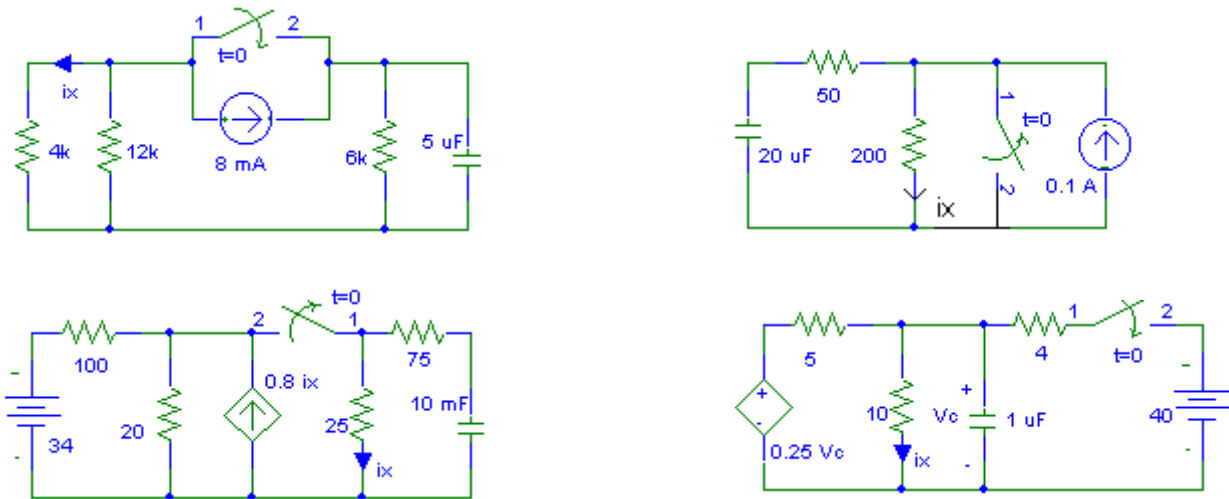 1 2
t=0
ix
4k 12k 8 mA 6k 5 uF
50
1
t=0
20 uF 200 0.1 A
2
ix
t=0
100 2 1 75
0.8 ix
34 20 25 10 mF
ix
5 4 1 2
t=0
+ 10 Vc + 1 uF 40
-
0.25 Vc ix -